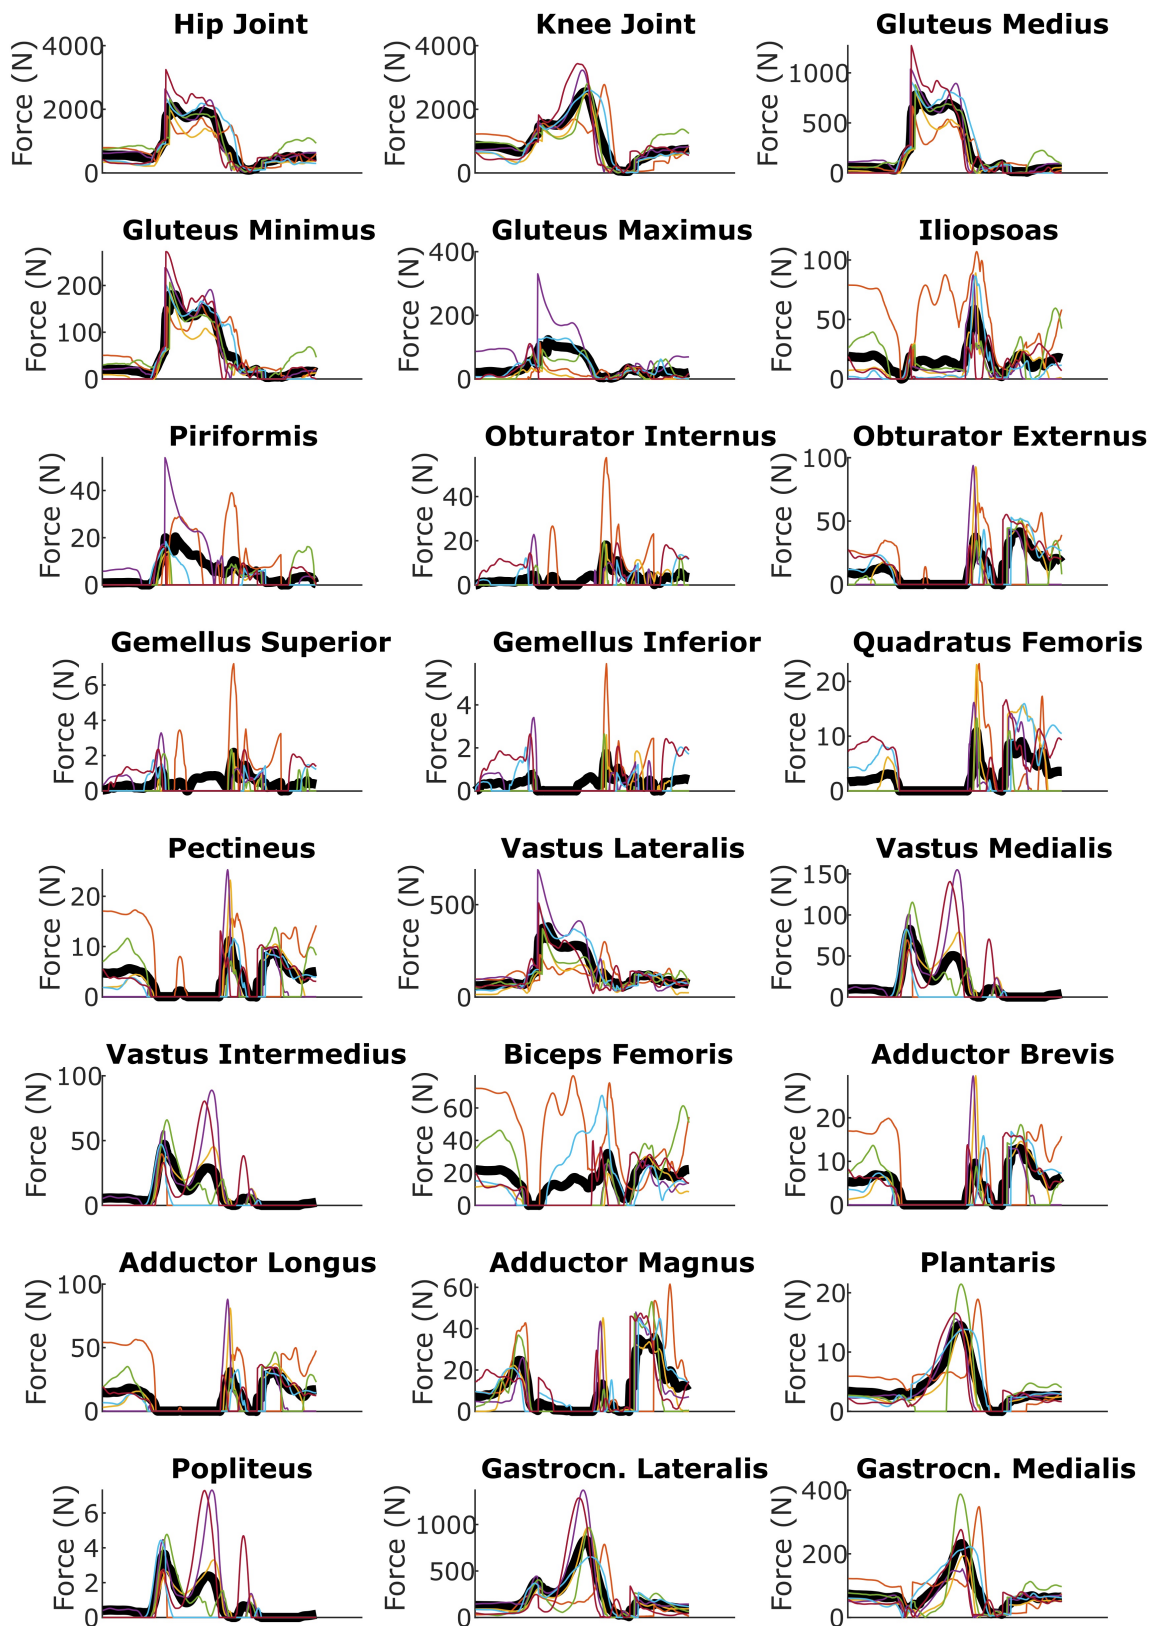 Hip Joint Knee Joint Gluteus Medius
Force (N) 4000 2000 0 Force (N) 4000 2000 0 Force (N) 1000 500 0
Gluteus Minimus Gluteus Maximus Iliopsoas
Force (N) 200 100 0 Force (N) 400 200 0 Force (N) 100 50 0
Piriformis Obturator Internus Obturator Externus
Force (N) 40 20 0 Force (N) 40 20 0 Force (N) 100 50 0
Gemellus Superior Gemellus Inferior Quadratus Femoris
Force (N) 6 4 2 0 Force (N) 4 2 0 Force (N) 20 10 0
Pectineus Vastus Lateralis Vastus Medialis
Force (N) 20 10 0 Force (N) 500 0 Force (N) 150 100 50 0
Vastus Intermedius Biceps Femoris Adductor Brevis
Force (N) 100 50 0 Force (N) 60 40 20 0 Force (N) 20 10 0
Adductor Longus Adductor Magnus Plantaris
Force (N) 100 50 0 Force (N) 60 40 20 0 Force (N) 20 10 0
Popliteus Gastrocn. Lateralis Gastrocn. Medialis
Force (N) 6 4 2 0 Force (N) 1000 500 0 Force (N) 400 200 0